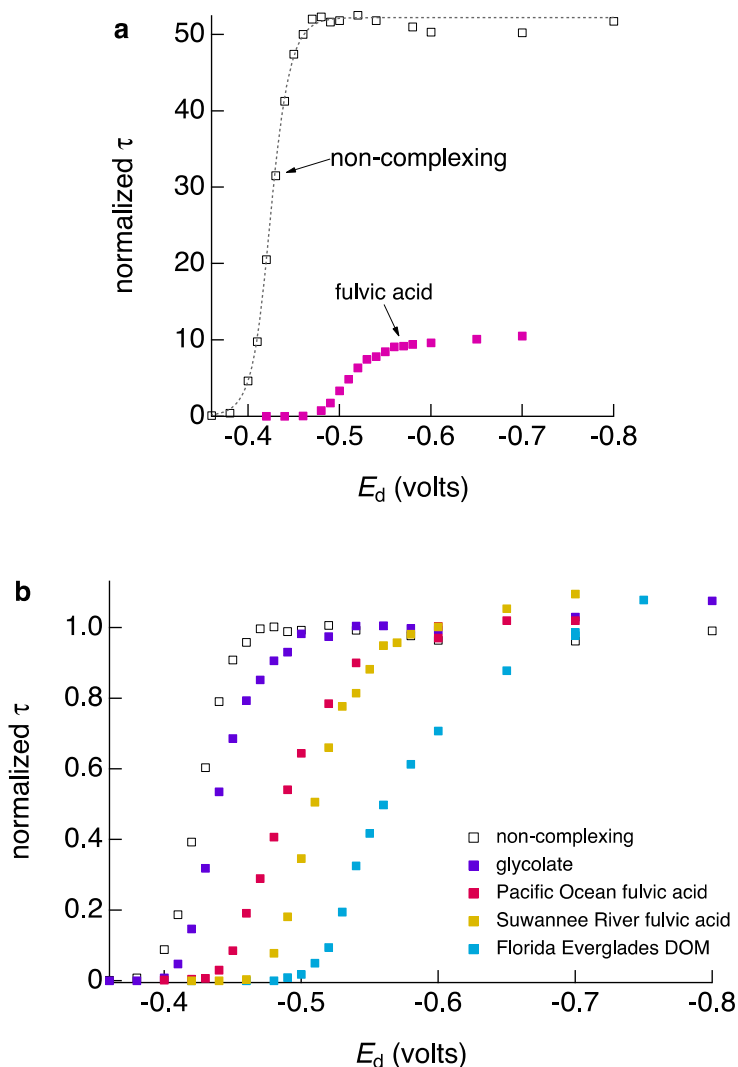 a
50
40
30
20
10
0
normalized τ
non-complexing
fulvic acid
-0.4 -0.5 -0.6 -0.7 -0.8
E_d (volts)
b
1.0
0.8
0.6
0.4
0.2
0
normalized τ
non-complexing
glycolate
Pacific Ocean fulvic acid
Suwannee River fulvic acid
Florida Everglades DOM
-0.4 -0.5 -0.6 -0.7 -0.8
E_d (volts)